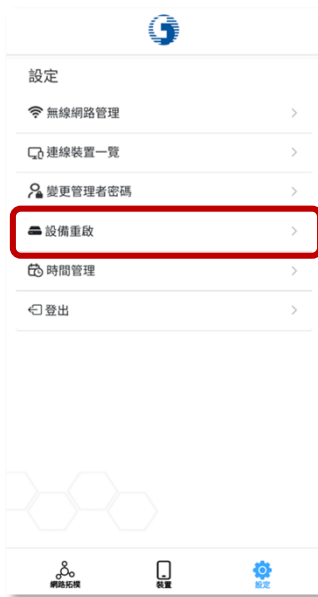 設定
無線網路管理
連線裝置一覽
變更管理者密碼
設備重啟
時間管理
登出
網路拓樸
裝置
設定